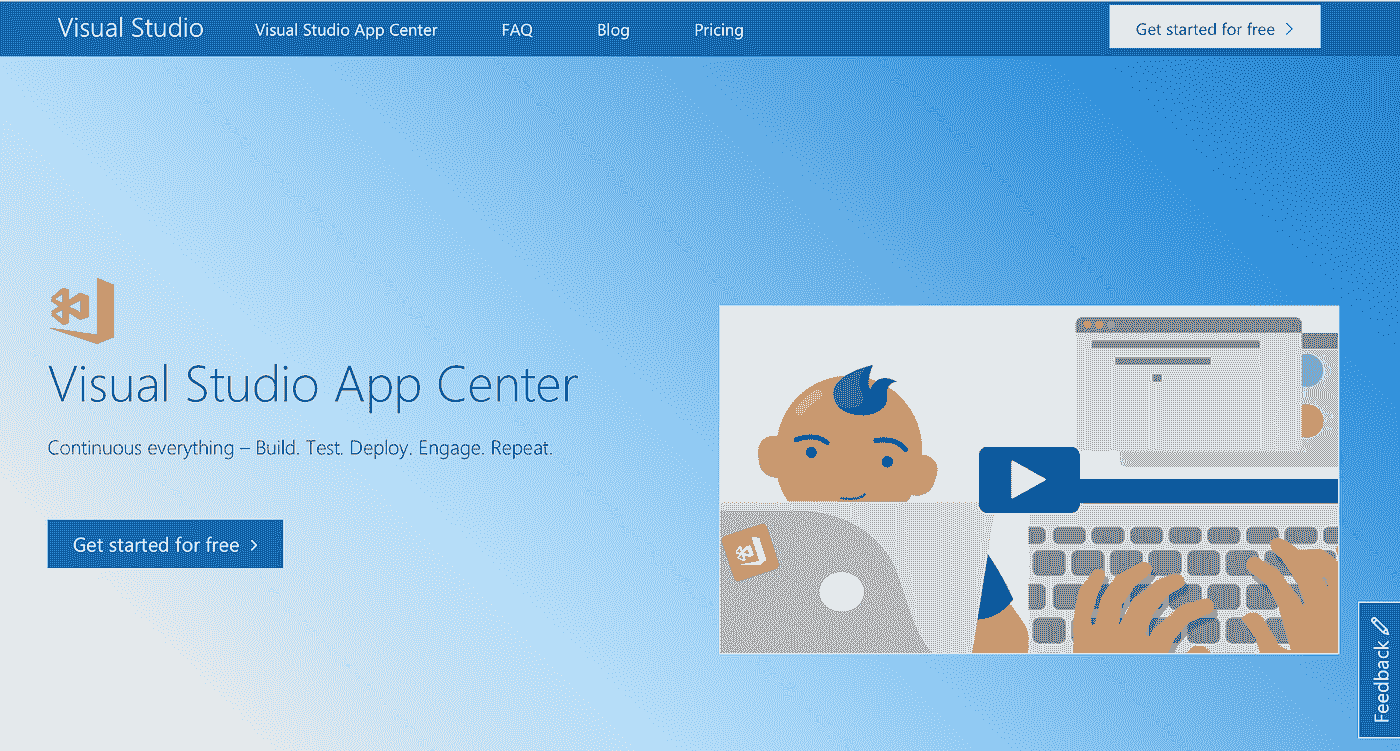 Visual Studio
Visual Studio App Center
FAQ
Blog
Pricing
Get started for free
Visual Studio App Center
Continuous everything – Build. Test. Deploy. Engage. Repeat.
Get started for free
Feedback